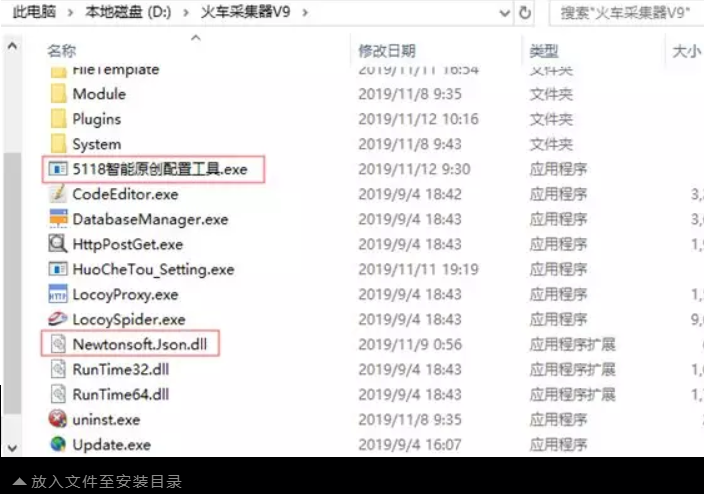 此电脑 › 本地磁盘 (D:) › 火车采集器V9 ›
搜索"火车采集器V9"
名称 修改日期 类型 大小
FileTemplate 2019/11/11 16:54 文件夹
Module 2019/11/8 9:35 文件夹
Plugins 2019/11/12 10:16 文件夹
System 2019/11/8 9:43 文件夹
5118智能原创配置工具.exe 2019/11/12 9:30 应用程序
CodeEditor.exe 2019/9/4 18:42 应用程序 3,
DatabaseManager.exe 2019/9/4 18:43 应用程序 3,
HttpPostGet.exe 2019/9/4 18:43 应用程序 1,
HuoCheTou_Setting.exe 2019/11/11 19:19 应用程序
LocoyProxy.exe 2019/9/4 18:43 应用程序 1,
LocoySpider.exe 2019/9/4 18:43 应用程序 9,
Newtonsoft.Json.dll 2019/11/9 0:56 应用程序扩展
RunTime32.dll 2019/9/4 18:43 应用程序扩展 1,
RunTime64.dll 2019/9/4 18:43 应用程序扩展 1,
uninst.exe 2019/11/8 9:35 应用程序
Update.exe 2019/9/4 16:07 应用程序
放入文件至安装目录